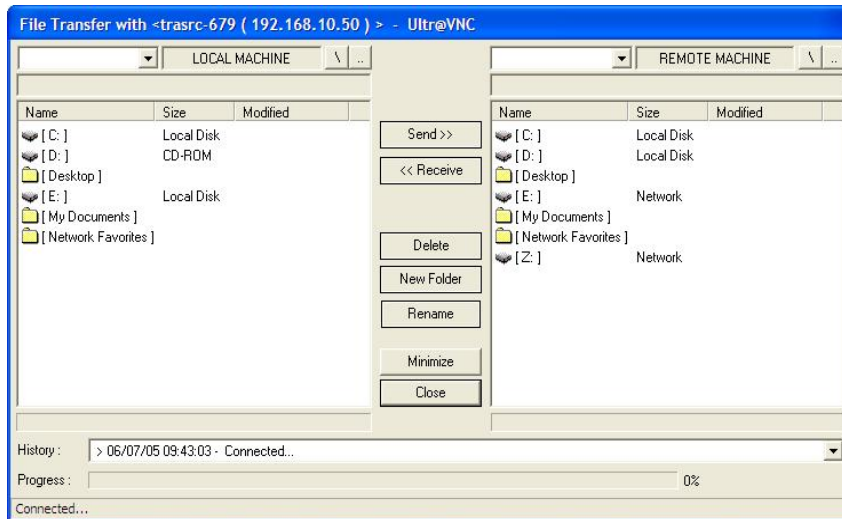 File Transfer with <trasrc-679 ( 192.168.10.50 ) > - Ultr@VNC
LOCAL MACHINE \ ..
REMOTE MACHINE \ ..
Name Size Modified
[ C: ] Local Disk
[ D: ] CD-ROM
[ Desktop ]
[ E: ] Local Disk
[ My Documents ]
[ Network Favorites ]
Send >>
<< Receive
Delete
New Folder
Rename
Minimize
Close
Name Size Modified
[ C: ] Local Disk
[ D: ] Local Disk
[ Desktop ]
[ E: ] Network
[ My Documents ]
[ Network Favorites ]
[ Z: ] Network
History : > 06/07/05 09:43:03 - Connected...
Progress : 0%
Connected...